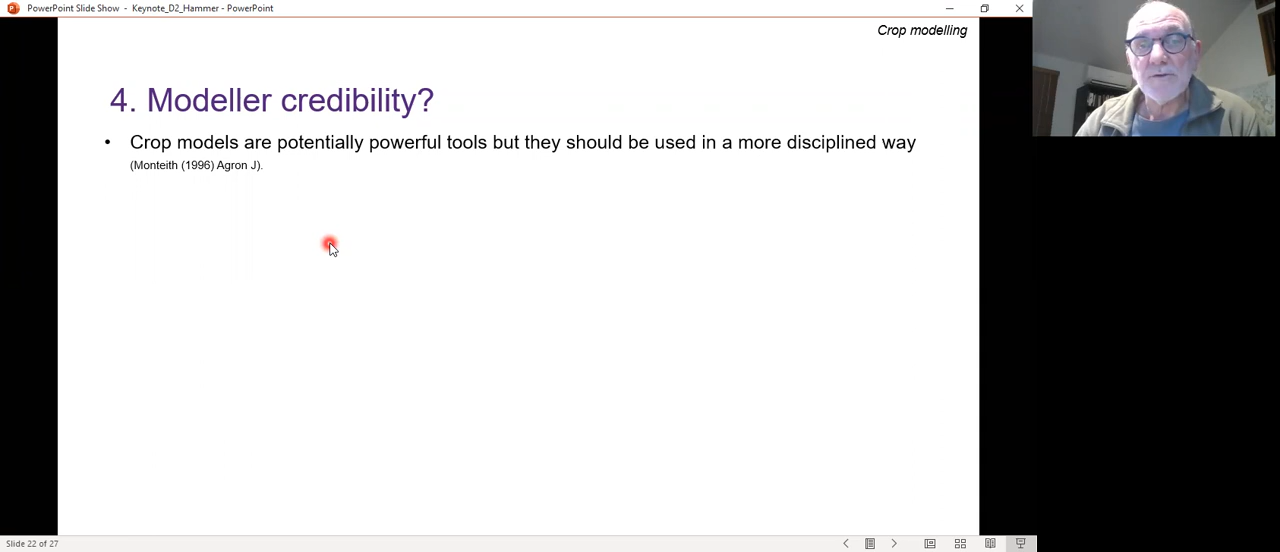 PowerPoint Slide Show - Keynote_D2_Hammer - PowerPoint
Crop modelling
4. Modeller credibility?
• Crop models are potentially powerful tools but they should be used in a more disciplined way
(Monteith (1996) Agron J).
Slide 22 of 27